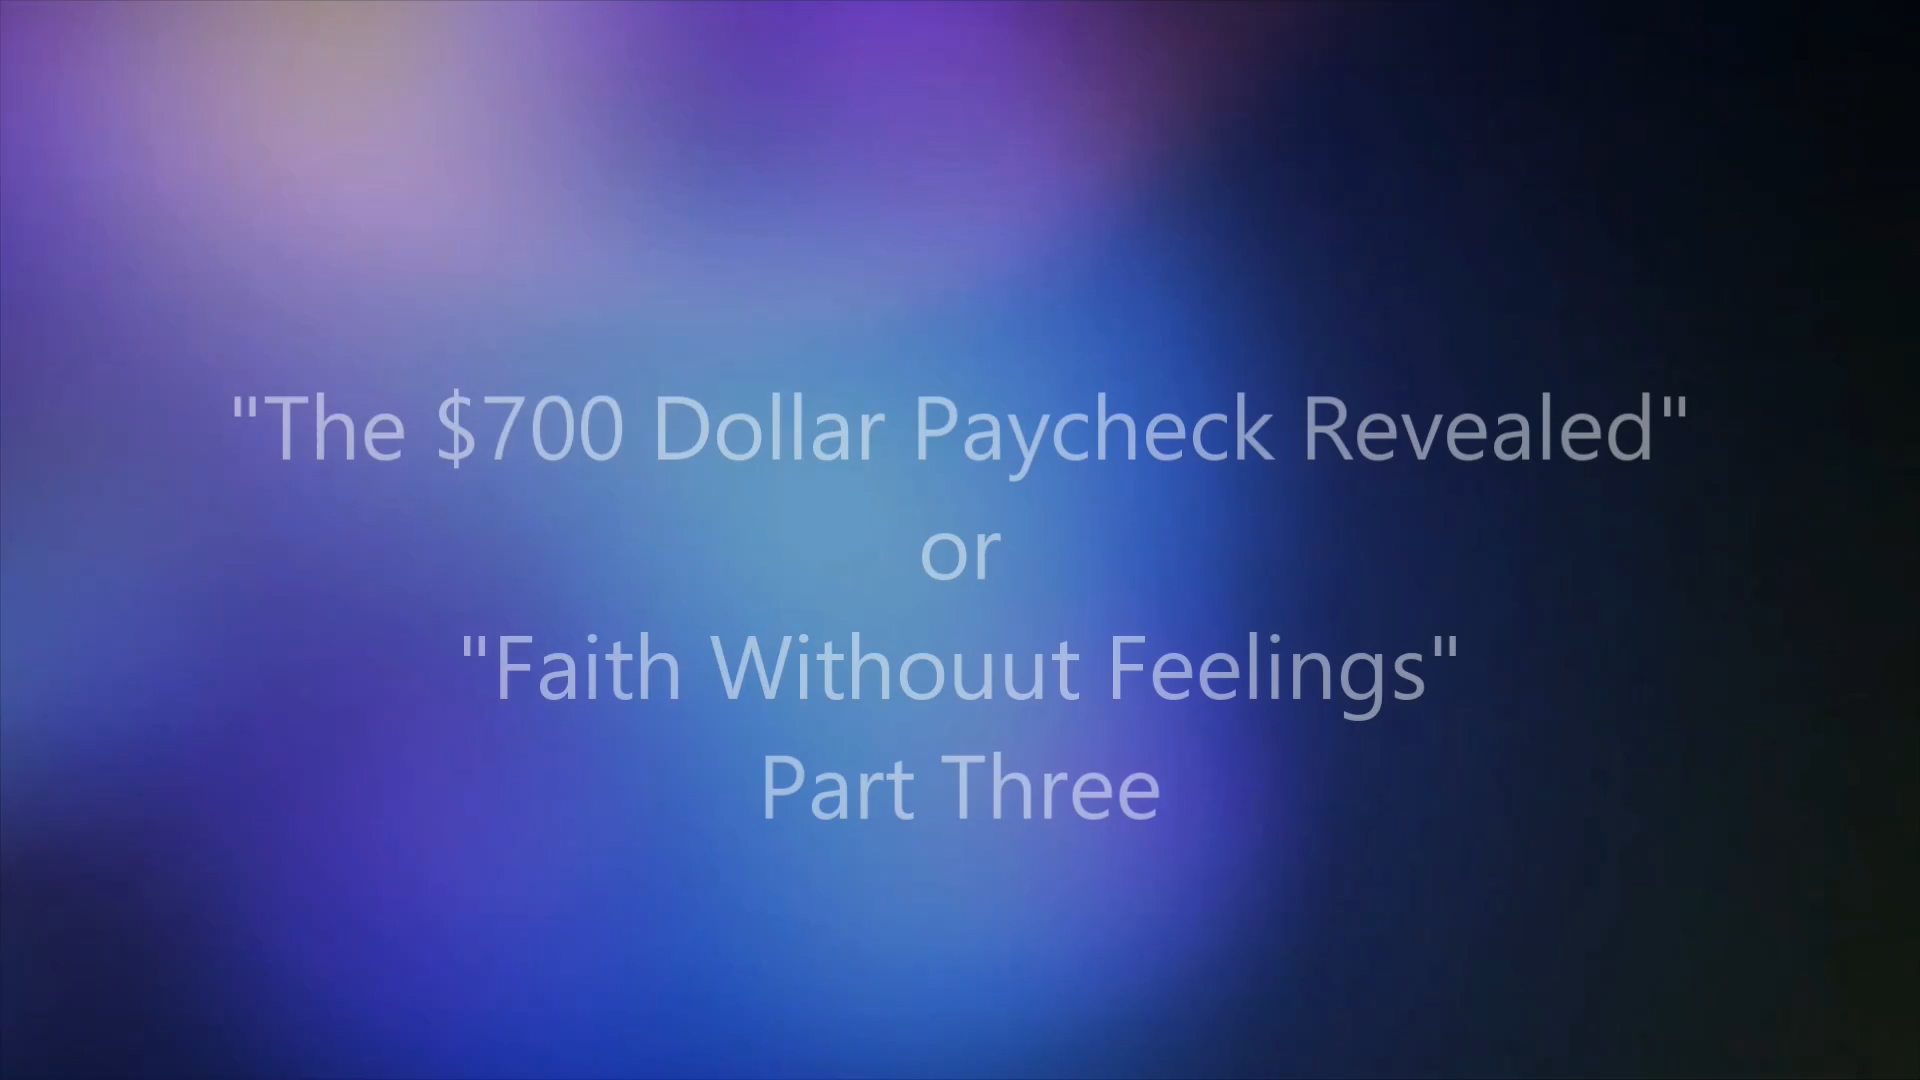 "The $700 Dollar Paycheck Revealed"
or
"Faith Withouut Feelings"
Part Three